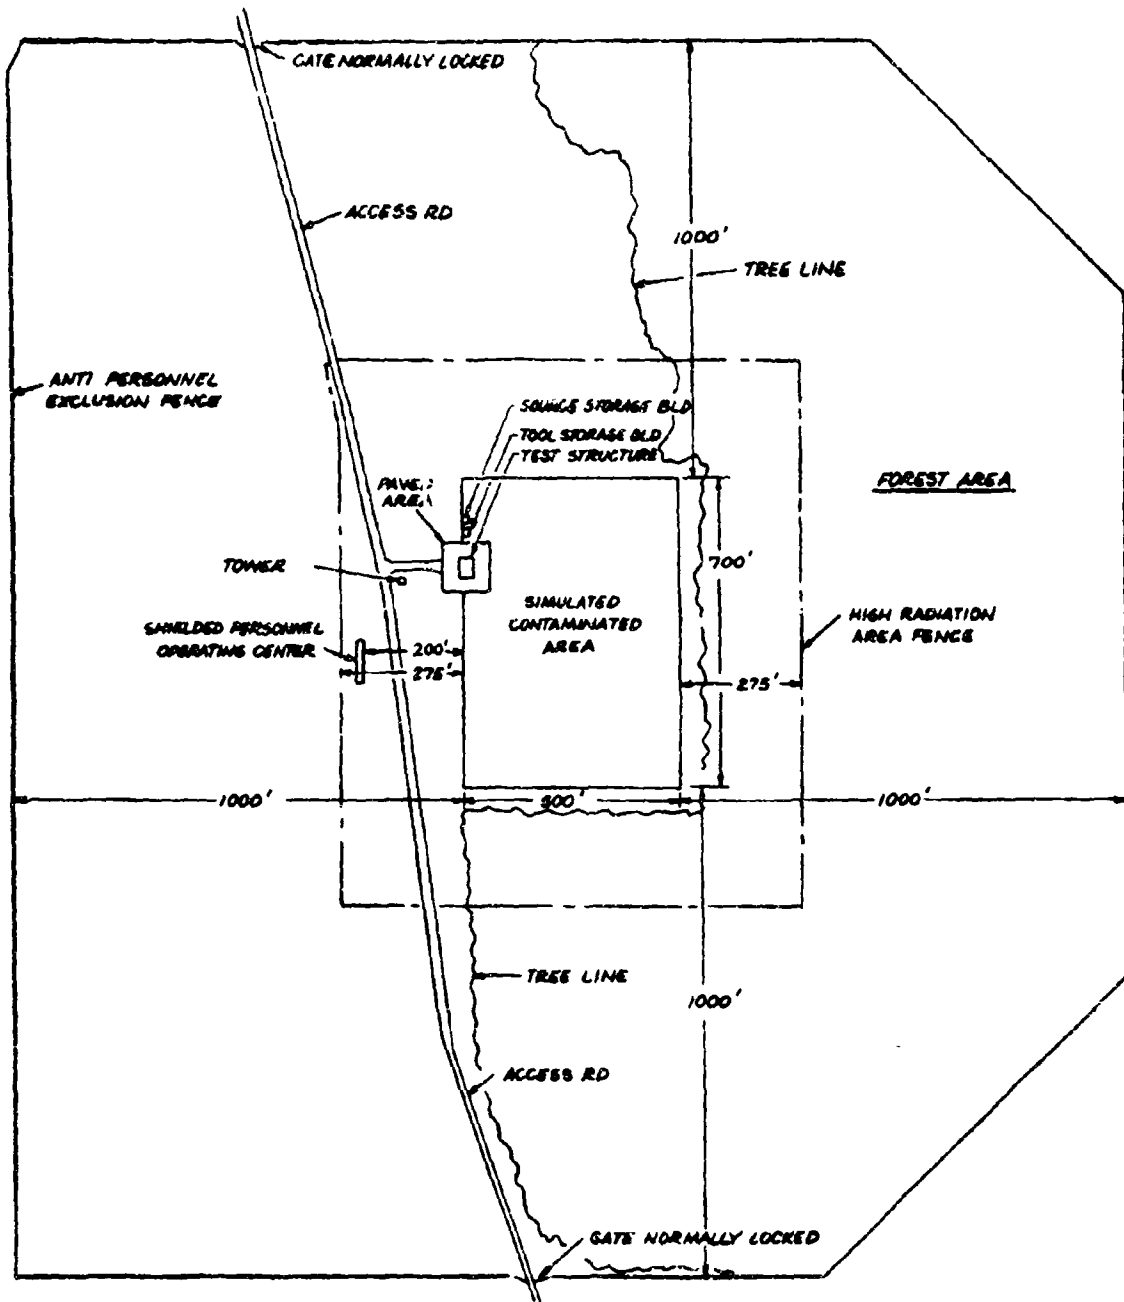 GATE NORMALLY LOCKED
ACCESS RD
1000'
TREE LINE
ANTI PERSONNEL
EXCLUSION FENCE
SOURCE STORAGE BLD
TOOL STORAGE BLD
TEST STRUCTURE
PAVED
AREA
FOREST AREA
700'
TOWER
SIMULATED
CONTAMINATED
AREA
SHIELDED PERSONNEL
OPERATING CENTER
200'
275'
HIGH RADIATION
AREA FENCE
275'
1000'
500'
1000'
TREE LINE
1000'
ACCESS RD
GATE NORMALLY LOCKED